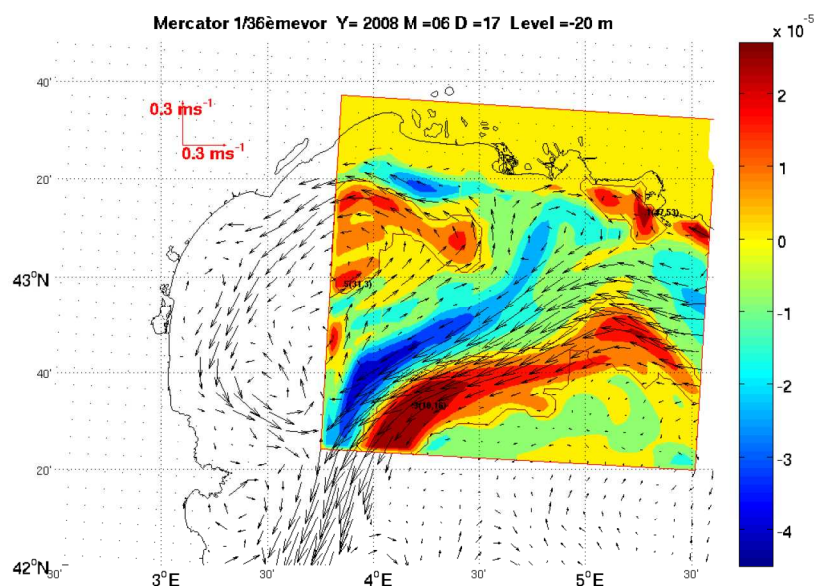 Mercator 1/36èmevor Y= 2008 M =06 D =17 Level =-20 m
x 10⁻⁵
40'
0.3 ms⁻¹
2
0.3 ms⁻¹
20'
1
0
43°N
-1
40'
-2
-3
20'
-4
42°N
30'
3°E
30'
4°E
30'
5°E
30'